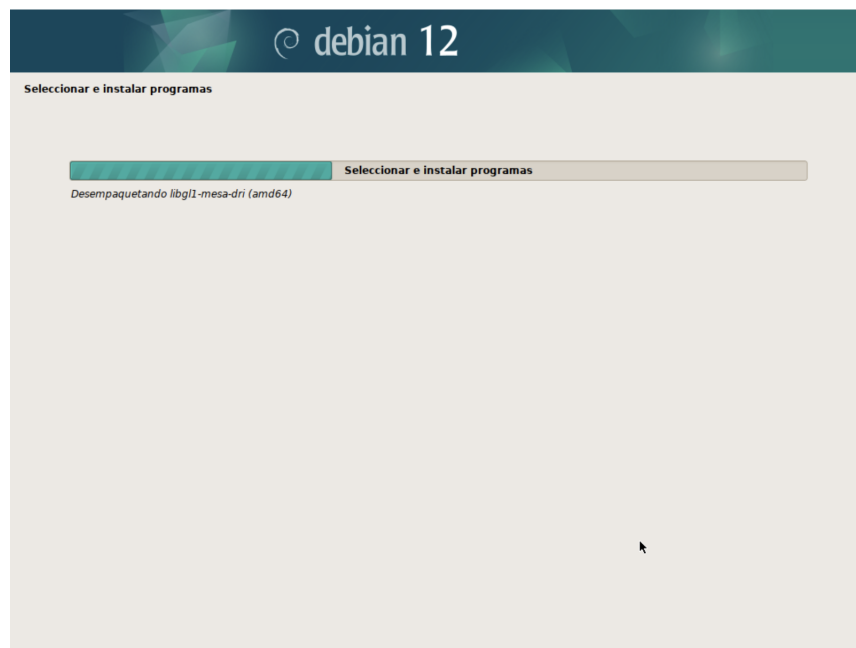 debian 12
Seleccionar e instalar programas
Seleccionar e instalar programas
Desempaquetando libgl1-mesa-dri (amd64)